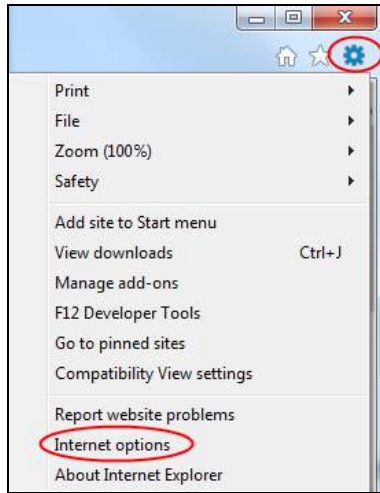 Print
File
Zoom (100%)
Safety
Add site to Start menu
View downloads Ctrl+J
Manage add-ons
F12 Developer Tools
Go to pinned sites
Compatibility View settings
Report website problems
Internet options
About Internet Explorer